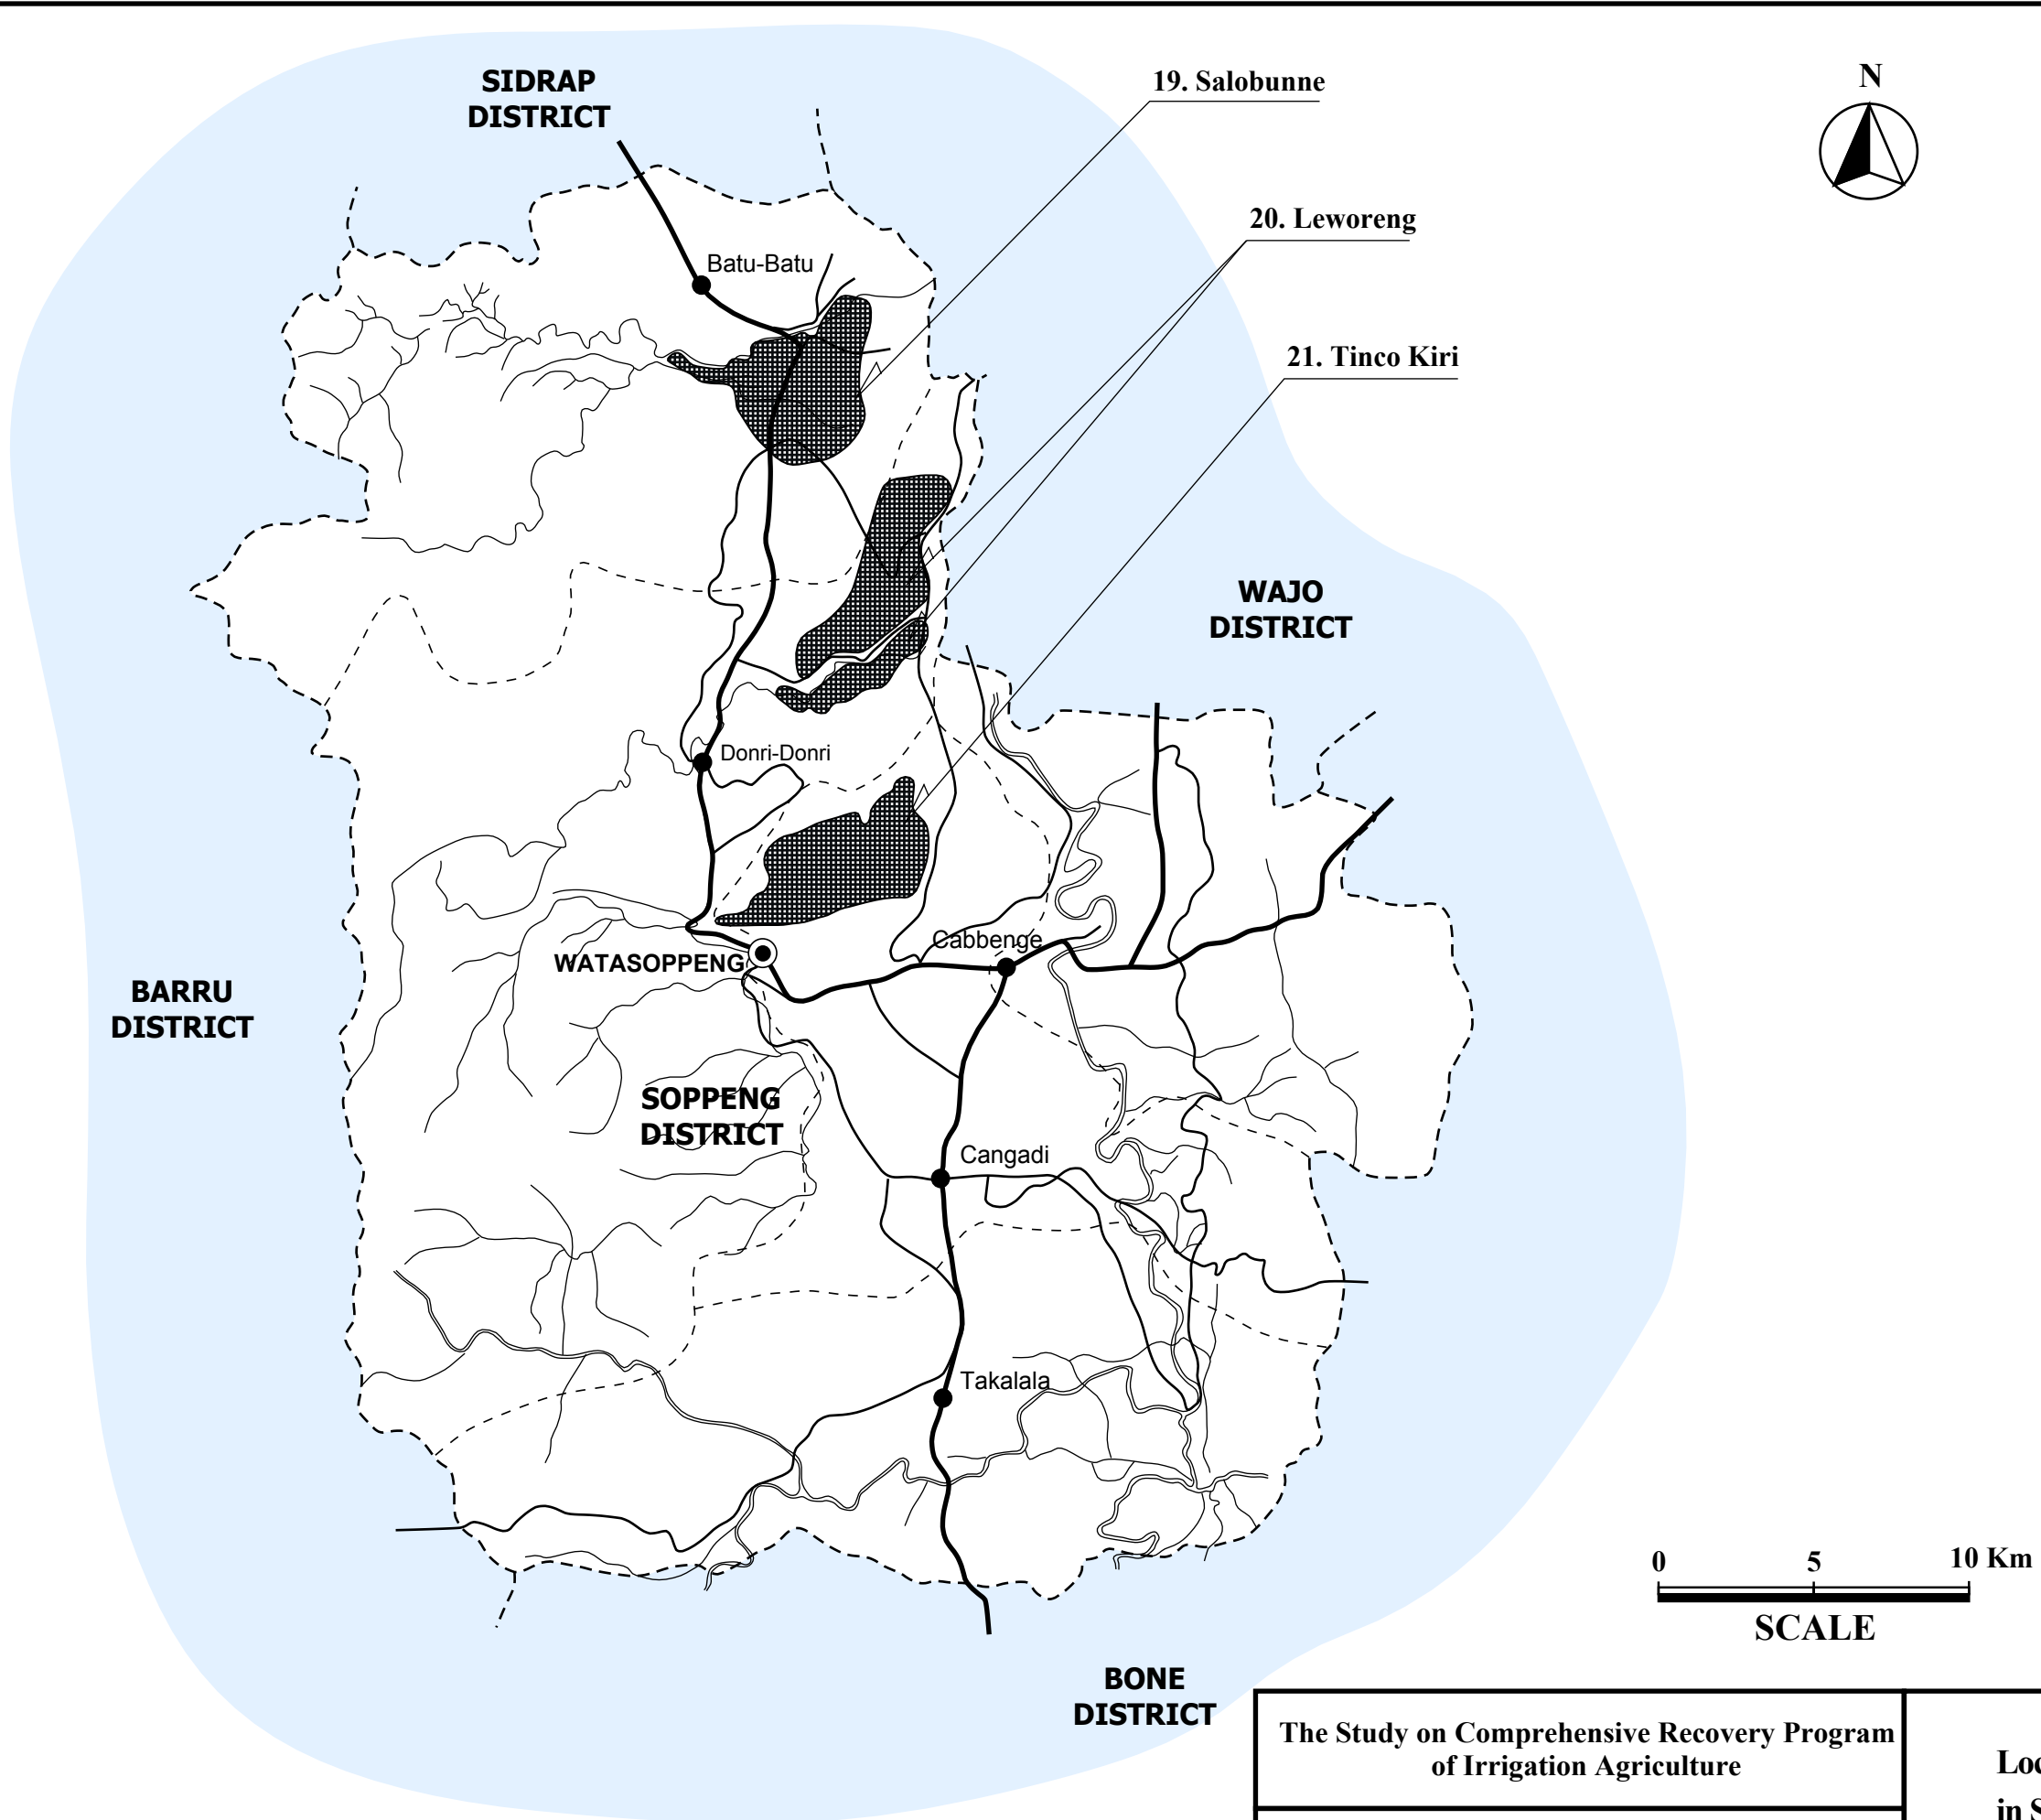 SIDRAP
DISTRICT
19. Salobunne
N
20. Leworeng
Batu-Batu
21. Tinco Kiri
WAJO
DISTRICT
Donri-Donri
Cabbenge
WATASOPPENG
BARRU
DISTRICT
SOPPENG
DISTRICT
Cangadi
Takalala
0 5 10 Km
SCALE
BONE
DISTRICT
The Study on Comprehensive Recovery Program
of Irrigation Agriculture
Loc
in S